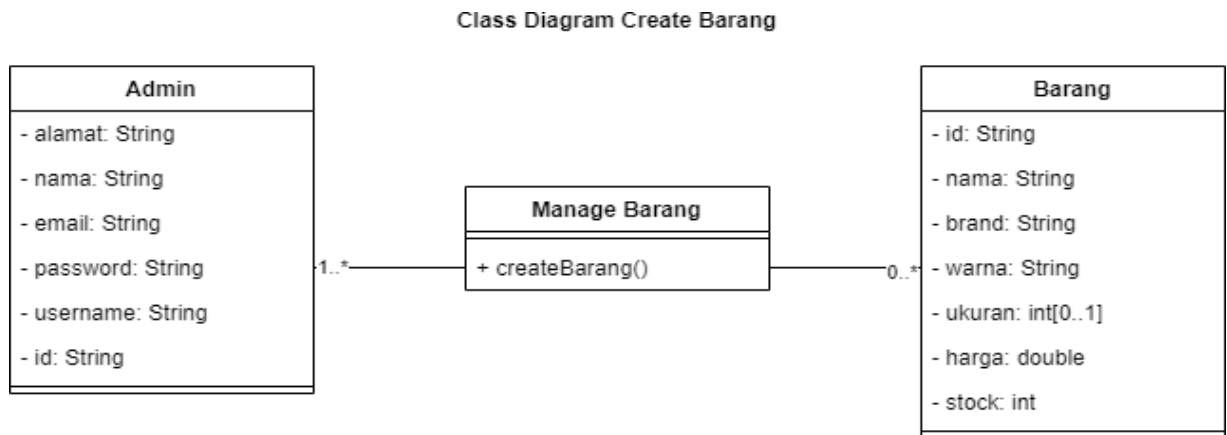 Class Diagram Create Barang
Admin
- alamat: String
- nama: String
- email: String
- password: String
- username: String
- id: String
1..*
Manage Barang
+ createBarang()
0..*
Barang
- id: String
- nama: String
- brand: String
- warna: String
- ukuran: int[0..1]
- harga: double
- stock: int